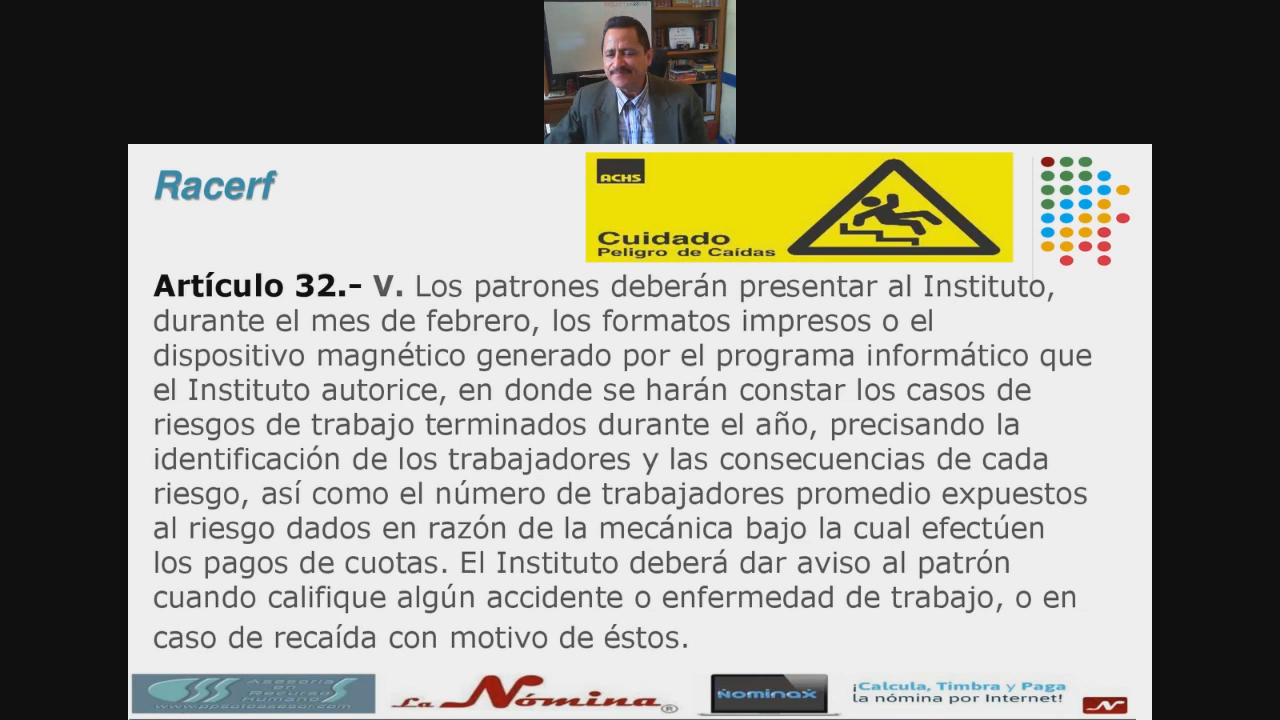 Racerf
ACHS
Cuidado
Peligro de Caídas
Artículo 32.- V. Los patrones deberán presentar al Instituto,
durante el mes de febrero, los formatos impresos o el
dispositivo magnético generado por el programa informático que
el Instituto autorice, en donde se harán constar los casos de
riesgos de trabajo terminados durante el año, precisando la
identificación de los trabajadores y las consecuencias de cada
riesgo, así como el número de trabajadores promedio expuestos
al riesgo dados en razón de la mecánica bajo la cual efectúen
los pagos de cuotas. El Instituto deberá dar aviso al patrón
cuando califique algún accidente o enfermedad de trabajo, o en
caso de recaída con motivo de éstos.
Asesoría
en
Recursos
Humanos
La Nómina®
Nominax
¡Calcula, Timbra y Paga
la nómina por Internet!
N